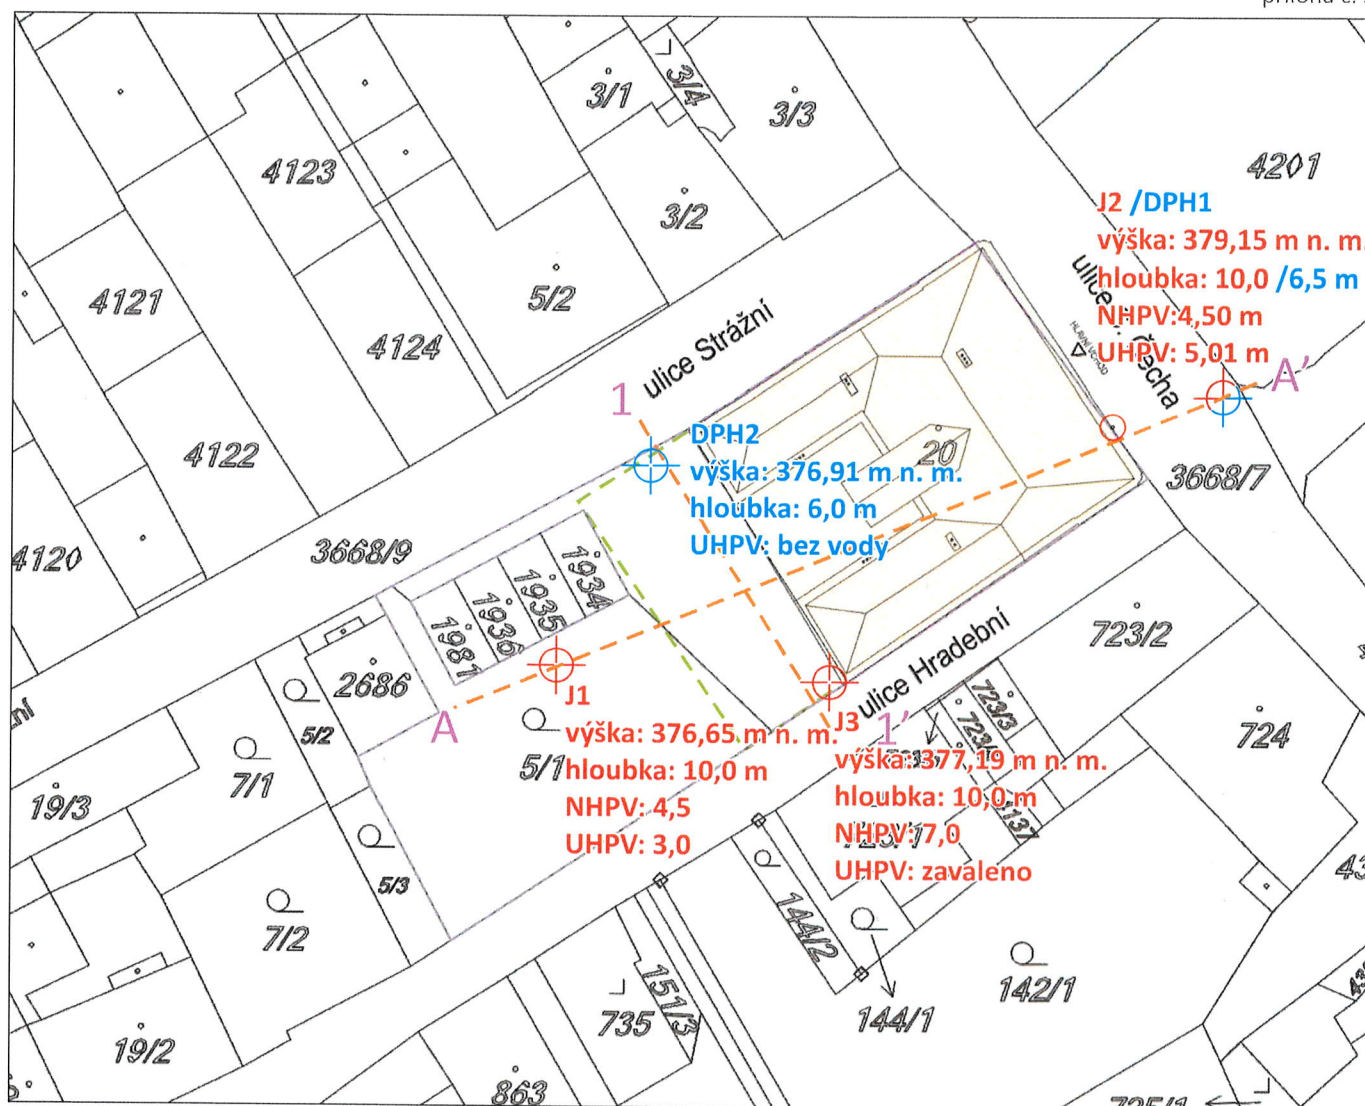 3/1
3/4
3/3
4201
4123
3/2
J2 /DPH1
výška: 379,15 m n. m.
hloubka: 10,0 /6,5 m
NHPV:4,50 m
UHPV: 5,01 m
4121
5/2
4124
ulice Strážní
HLAVNÍ VCHOD
A'
1
4122
DPH2
výška: 376,91 m n. m.
hloubka: 6,0 m
UHPV: bez vody
20
3668/7
4120
3668/9
1981
1936
1935
1934
2686
723/2
ulice Hradební
A
J1
výška: 376,65 m n. m.
hloubka: 10,0 m
NHPV: 4,5
UHPV: 3,0
J3
1'
výška: 377,19 m n. m.
hloubka: 10,0 m
NHPV: 7,0
UHPV: zavaleno
723/3
724
5/2
5/1
7/1
19/3
5/3
7/2
144/2
144/1
142/1
19/2
735
151/3
863